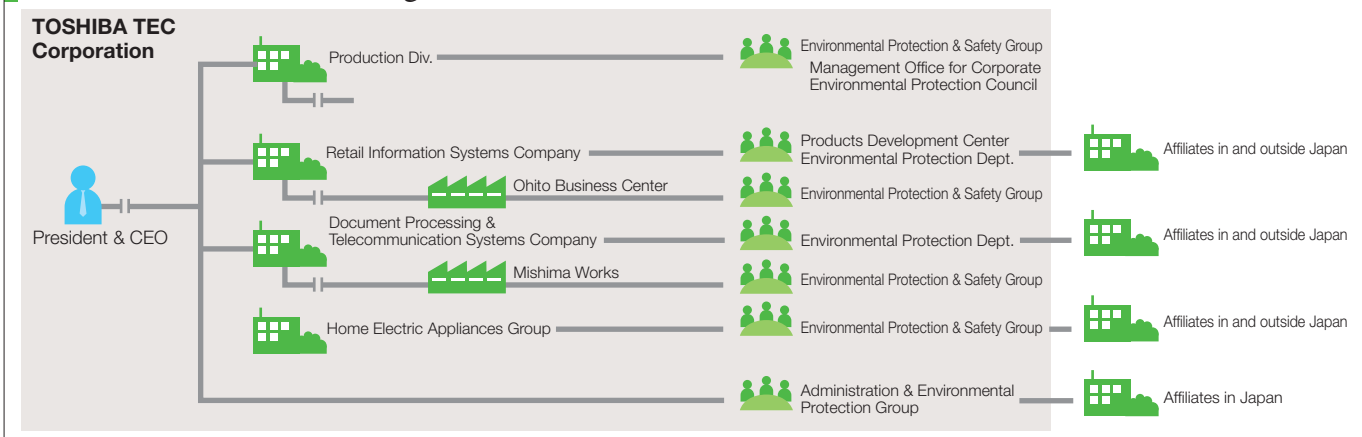 TOSHIBA TEC
Corporation
Production Div.
Environmental Protection & Safety Group
Management Office for Corporate
Environmental Protection Council
Retail Information Systems Company
Products Development Center
Environmental Protection Dept.
Affiliates in and outside Japan
Ohito Business Center
Environmental Protection & Safety Group
President & CEO
Document Processing &
Telecommunication Systems Company
Environmental Protection Dept.
Affiliates in and outside Japan
Mishima Works
Environmental Protection & Safety Group
Home Electric Appliances Group
Environmental Protection & Safety Group
Affiliates in and outside Japan
Administration & Environmental
Protection Group
Affiliates in Japan